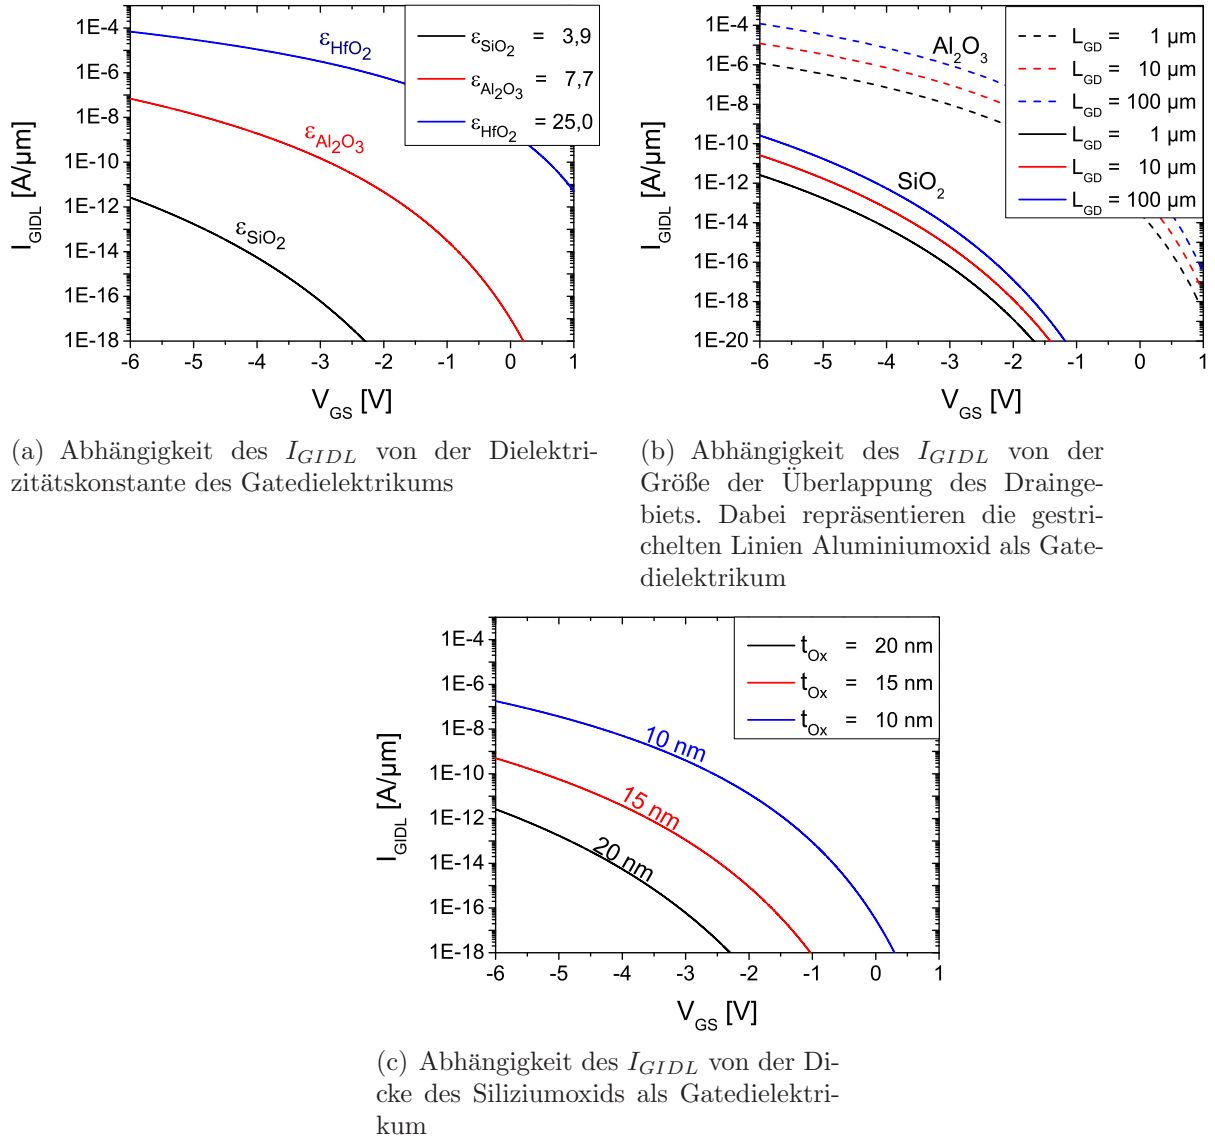 1E-4
1E-6
1E-8
1E-10
1E-12
1E-14
1E-16
1E-18
I_GIDL [A/µm]
-6 -5 -4 -3 -2 -1 0 1
V_GS [V]
ε_HfO2
ε_Al2O3
ε_SiO2
ε_SiO2 = 3,9
ε_Al2O3 = 7,7
ε_HfO2 = 25,0
(a) Abhängigkeit des I_GIDL von der Dielektri-
zitätskonstante des Gatedielektrikums
1E-4
1E-6
1E-8
1E-10
1E-12
1E-14
1E-16
1E-18
1E-20
I_GIDL [A/µm]
-6 -5 -4 -3 -2 -1 0 1
V_GS [V]
Al2O3
SiO2
L_GD = 1 µm
L_GD = 10 µm
L_GD = 100 µm
L_GD = 1 µm
L_GD = 10 µm
L_GD = 100 µm
(b) Abhängigkeit des I_GIDL von der
Größe der Überlappung des Drainge-
biets. Dabei repräsentieren die gestri-
chelten Linien Aluminiumoxid als Gate-
dielektrikum
1E-4
1E-6
1E-8
1E-10
1E-12
1E-14
1E-16
1E-18
I_GIDL [A/µm]
-6 -5 -4 -3 -2 -1 0 1
V_GS [V]
10 nm
15 nm
20 nm
t_Ox = 20 nm
t_Ox = 15 nm
t_Ox = 10 nm
(c) Abhängigkeit des I_GIDL von der Di-
cke des Siliziumoxids als Gatedielektri-
kum